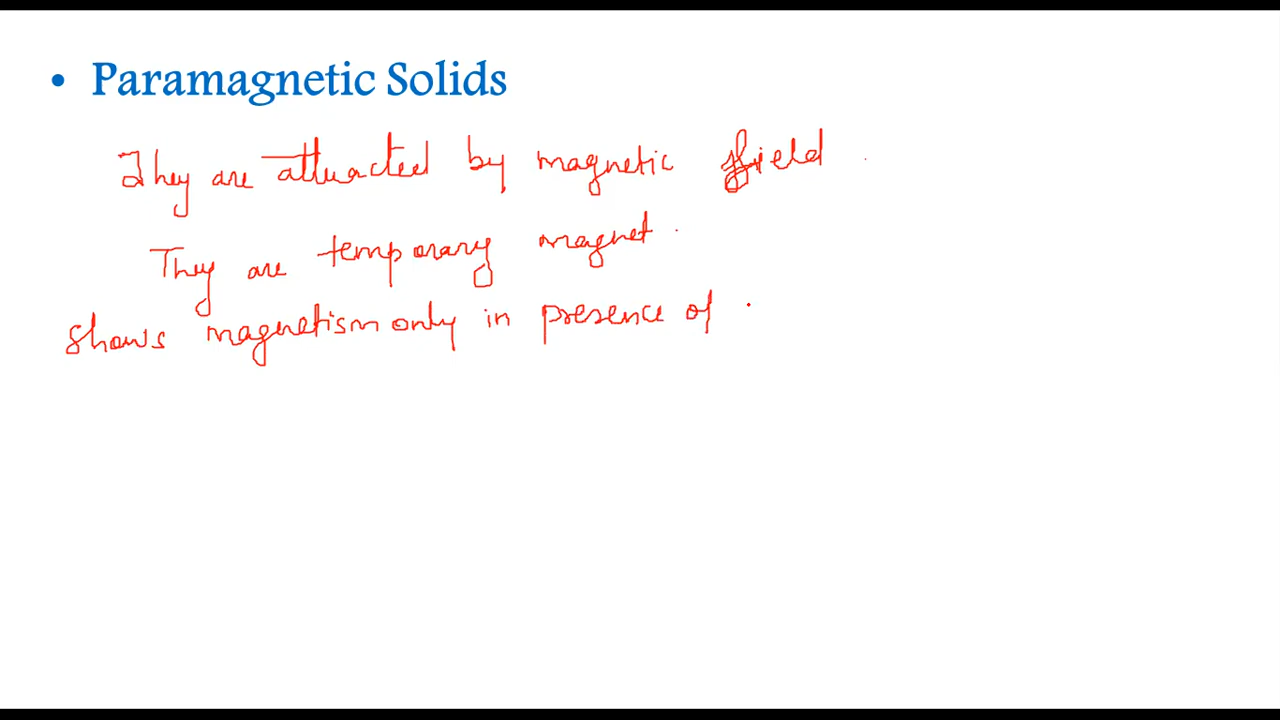 • Paramagnetic Solids
They are attracted by magnetic field
They are temporary magnet.
Shows magnetism only in presence of